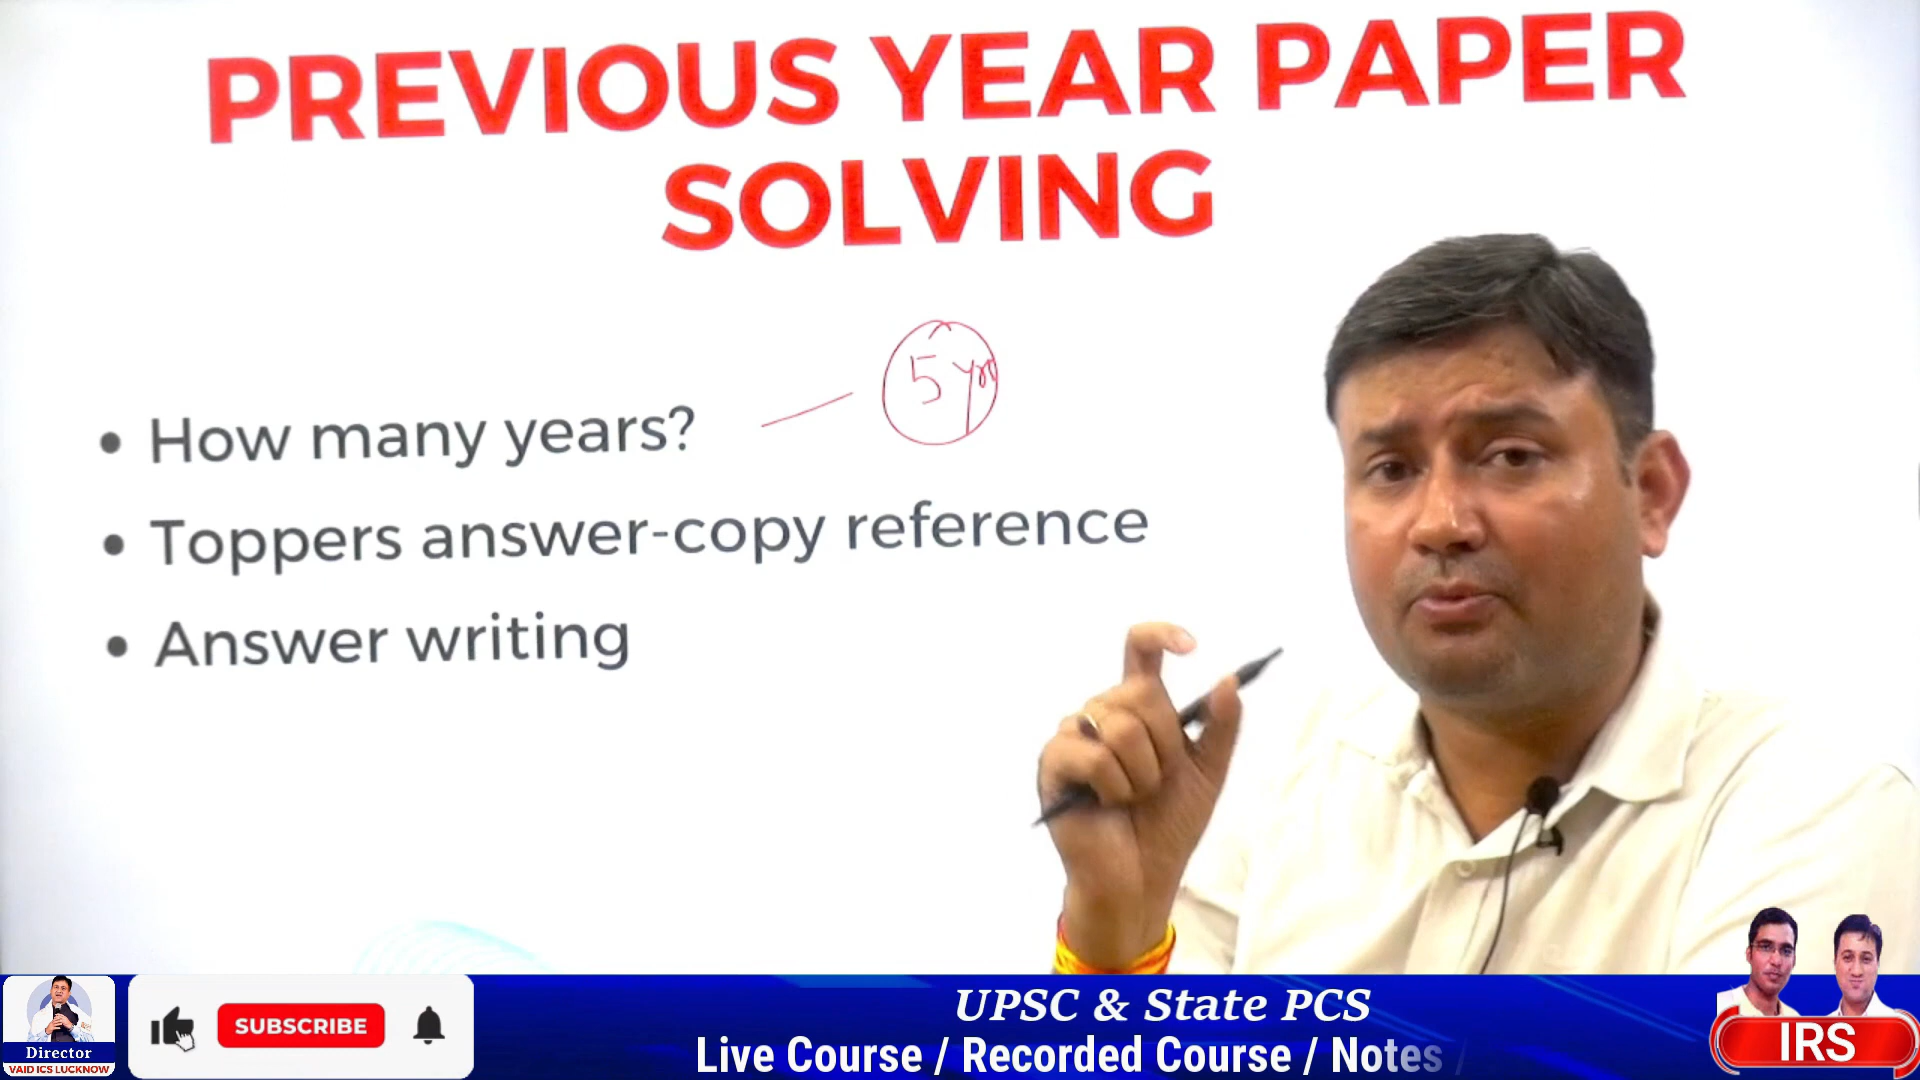 PREVIOUS YEAR PAPER
SOLVING
5 yrs
• How many years?
• Toppers answer-copy reference
• Answer writing
Director
VAID ICS LUCKNOW
SUBSCRIBE
UPSC & State PCS
Live Course / Recorded Course / Notes /
IRS